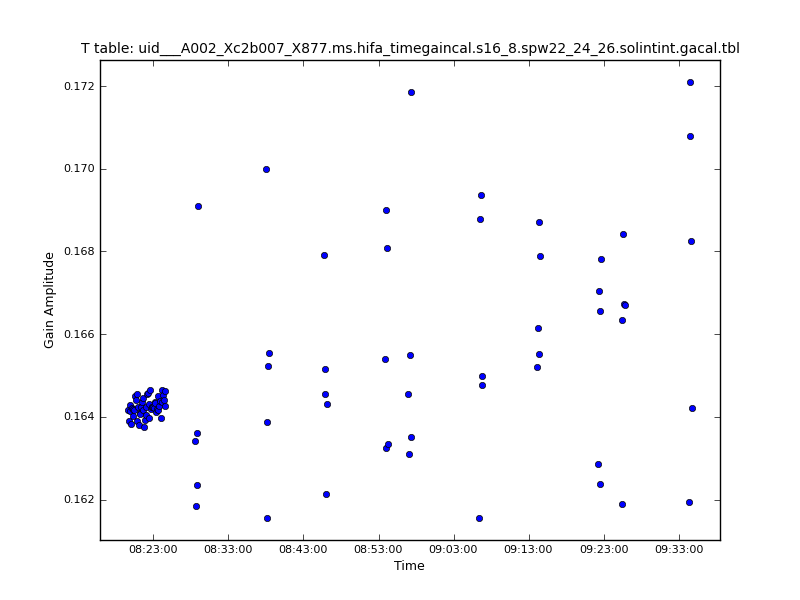 T table: uid___A002_Xc2b007_X877.ms.hifa_timegaincal.s16_8.spw22_24_26.solintint.gacal.tbl
0.172
0.170
0.168
0.166
0.164
0.162
Gain Amplitude
08:23:00 08:33:00 08:43:00 08:53:00 09:03:00 09:13:00 09:23:00 09:33:00
Time